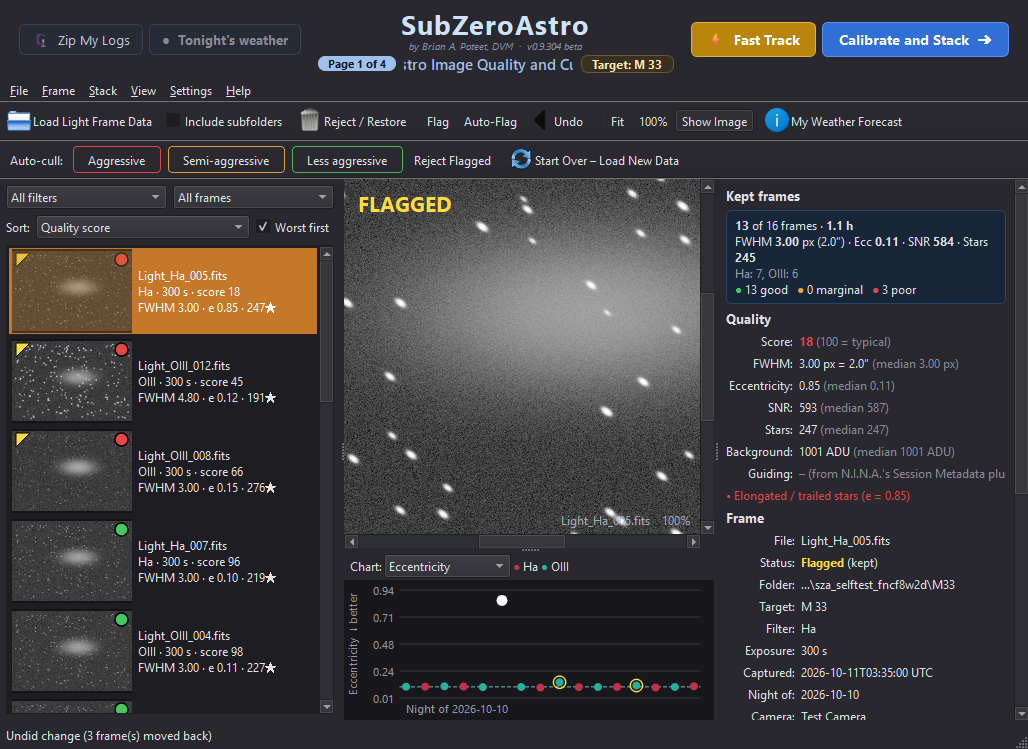 Zip My Logs
Tonight's weather
SubZeroAstro
by Brian A. Pateet, DVM · v0.9.304 beta
Page 1 of 4
Astro Image Quality and Cu
Target: M 33
Fast Track
Calibrate and Stack →
File Frame Stack View Settings Help
Load Light Frame Data Include subfolders Reject / Restore Flag Auto-Flag Undo Fit 100% Show Image My Weather Forecast
Auto-cull: Aggressive Semi-aggressive Less aggressive Reject Flagged Start Over – Load New Data
All filters All frames
Sort: Quality score Worst first
Light_Ha_005.fits
Ha · 300 s · score 18
FWHM 3.00 · e 0.85 · 247★
Light_OIII_012.fits
OIII · 300 s · score 45
FWHM 4.80 · e 0.12 · 191★
Light_OIII_008.fits
OIII · 300 s · score 66
FWHM 3.00 · e 0.15 · 276★
Light_Ha_007.fits
Ha · 300 s · score 96
FWHM 3.00 · e 0.10 · 219★
Light_OIII_004.fits
OIII · 300 s · score 98
FWHM 3.00 · e 0.11 · 227★
FLAGGED
Light_Ha_005.fits 100%
Chart: Eccentricity • Ha • OIII
Eccentricity ↓ better
0.94
0.71
0.48
0.24
0.01
Night of 2026-10-10
Kept frames
13 of 16 frames · 1.1 h
FWHM 3.00 px (2.0″) · Ecc 0.11 · SNR 584 · Stars
245
Ha: 7, OIII: 6
● 13 good ● 0 marginal ● 3 poor
Quality
Score: 18 (100 = typical)
FWHM: 3.00 px = 2.0″ (median 3.00 px)
Eccentricity: 0.85 (median 0.11)
SNR: 593 (median 587)
Stars: 247 (median 247)
Background: 1001 ADU (median 1001 ADU)
Guiding: – (from N.I.N.A.'s Session Metadata plu
• Elongated / trailed stars (e = 0.85)
Frame
File: Light_Ha_005.fits
Status: Flagged (kept)
Folder: ...\sza_selftest_fncf8w2d\M33
Target: M 33
Filter: Ha
Exposure: 300 s
Captured: 2026-10-11T03:35:00 UTC
Night of: 2026-10-10
Camera: Test Camera
Undid change (3 frame(s) moved back)